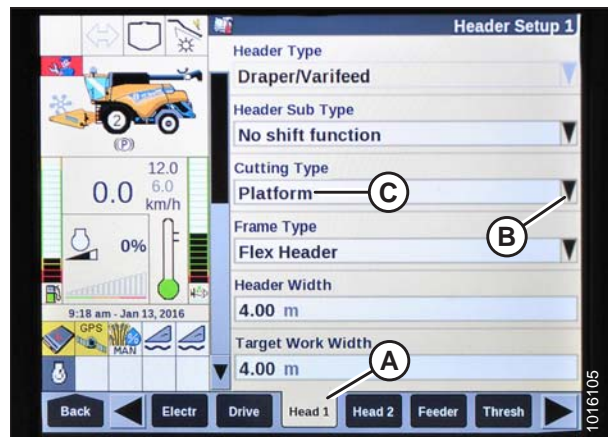 Header Setup 1
Header Type
Draper/Varifeed
Header Sub Type
No shift function
Cutting Type
Platform
C
B
Frame Type
Flex Header
Header Width
4.00 m
Target Work Width
4.00 m
A
2
(P)
12.0
0.0 6.0
km/h
0%
9:18 am - Jan 13, 2016
GPS
%
MAN
Back Electr Drive Head 1 Head 2 Feeder Thresh
1016105